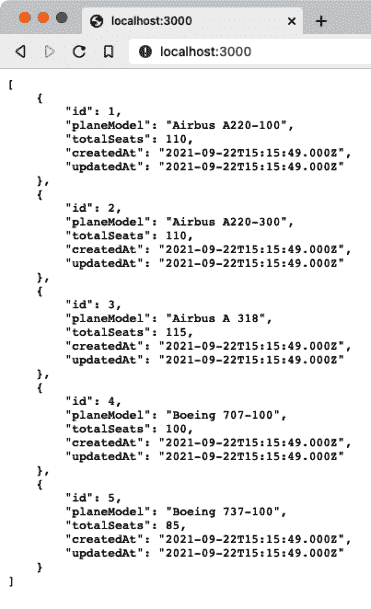 localhost:3000
localhost:3000
[
    {
        "id": 1,
        "planeModel": "Airbus A220-100",
        "totalSeats": 110,
        "createdAt": "2021-09-22T15:15:49.000Z",
        "updatedAt": "2021-09-22T15:15:49.000Z"
    },
    {
        "id": 2,
        "planeModel": "Airbus A220-300",
        "totalSeats": 110,
        "createdAt": "2021-09-22T15:15:49.000Z",
        "updatedAt": "2021-09-22T15:15:49.000Z"
    },
    {
        "id": 3,
        "planeModel": "Airbus A 318",
        "totalSeats": 115,
        "createdAt": "2021-09-22T15:15:49.000Z",
        "updatedAt": "2021-09-22T15:15:49.000Z"
    },
    {
        "id": 4,
        "planeModel": "Boeing 707-100",
        "totalSeats": 100,
        "createdAt": "2021-09-22T15:15:49.000Z",
        "updatedAt": "2021-09-22T15:15:49.000Z"
    },
    {
        "id": 5,
        "planeModel": "Boeing 737-100",
        "totalSeats": 85,
        "createdAt": "2021-09-22T15:15:49.000Z",
        "updatedAt": "2021-09-22T15:15:49.000Z"
    }
]